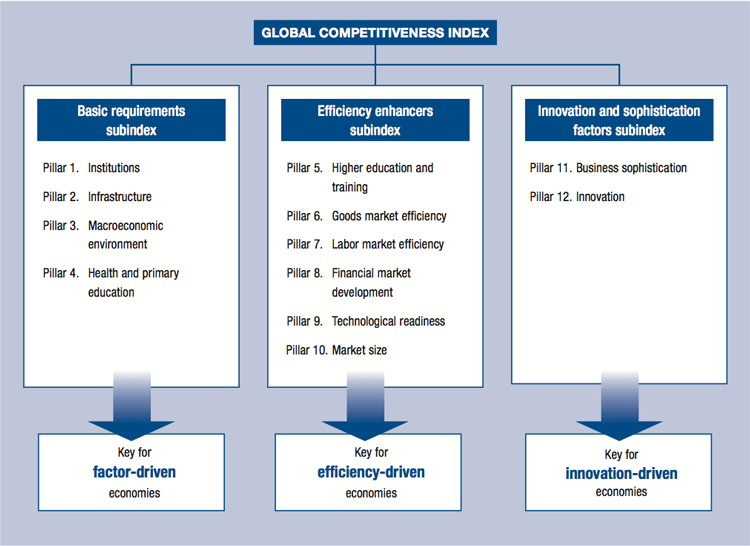 GLOBAL COMPETITIVENESS INDEX
Basic requirements
subindex
Pillar 1. Institutions
Pillar 2. Infrastructure
Pillar 3. Macroeconomic
environment
Pillar 4. Health and primary
education
Key for
factor-driven
economies
Efficiency enhancers
subindex
Pillar 5. Higher education and
training
Pillar 6. Goods market efficiency
Pillar 7. Labor market efficiency
Pillar 8. Financial market
development
Pillar 9. Technological readiness
Pillar 10. Market size
Key for
efficiency-driven
economies
Innovation and sophistication
factors subindex
Pillar 11. Business sophistication
Pillar 12. Innovation
Key for
innovation-driven
economies